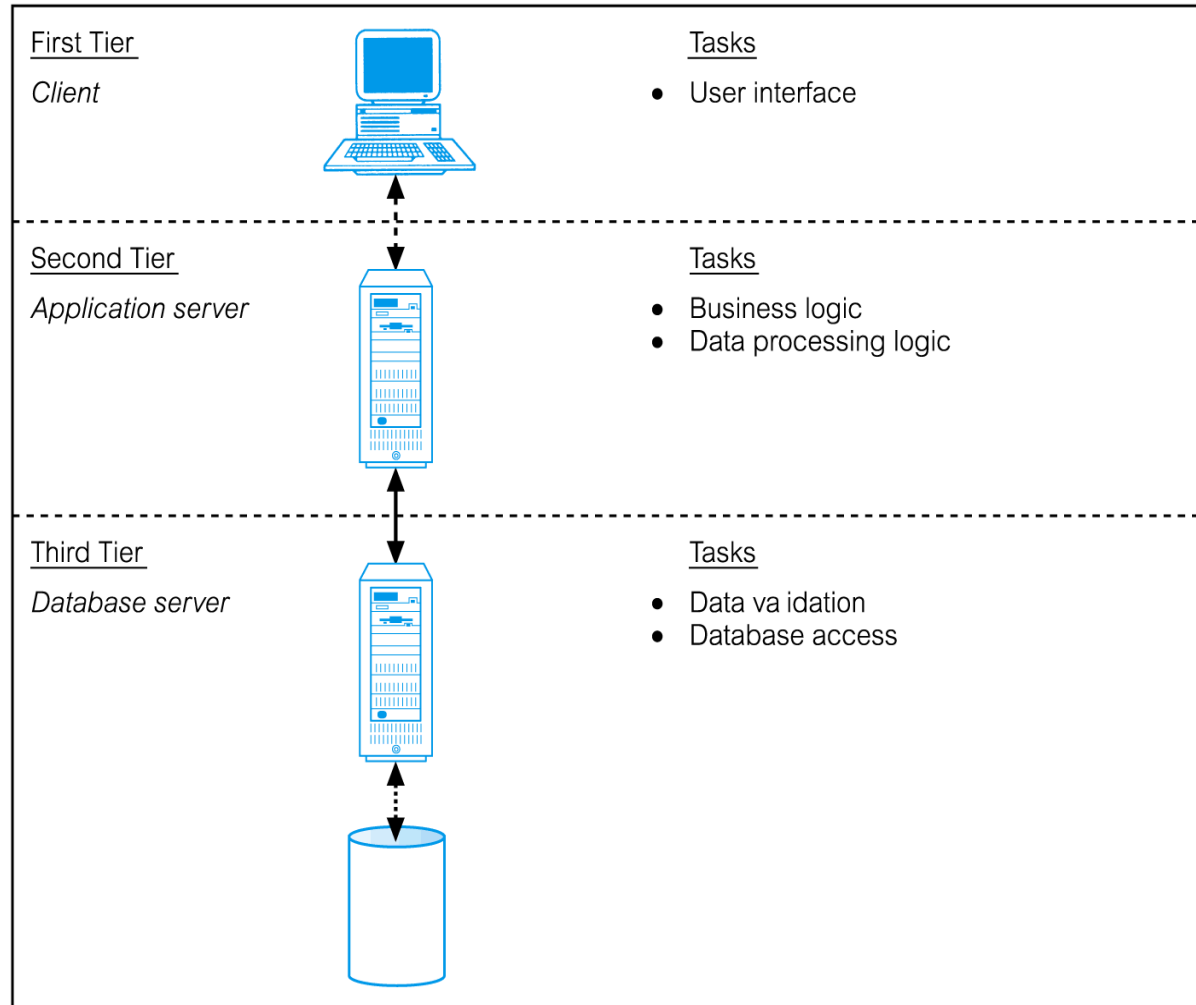 First Tier
Tasks
Client
● User interface
Second Tier
Tasks
Application server
● Business logic
● Data processing logic
Third Tier
Tasks
Database server
● Data va idation
● Database access